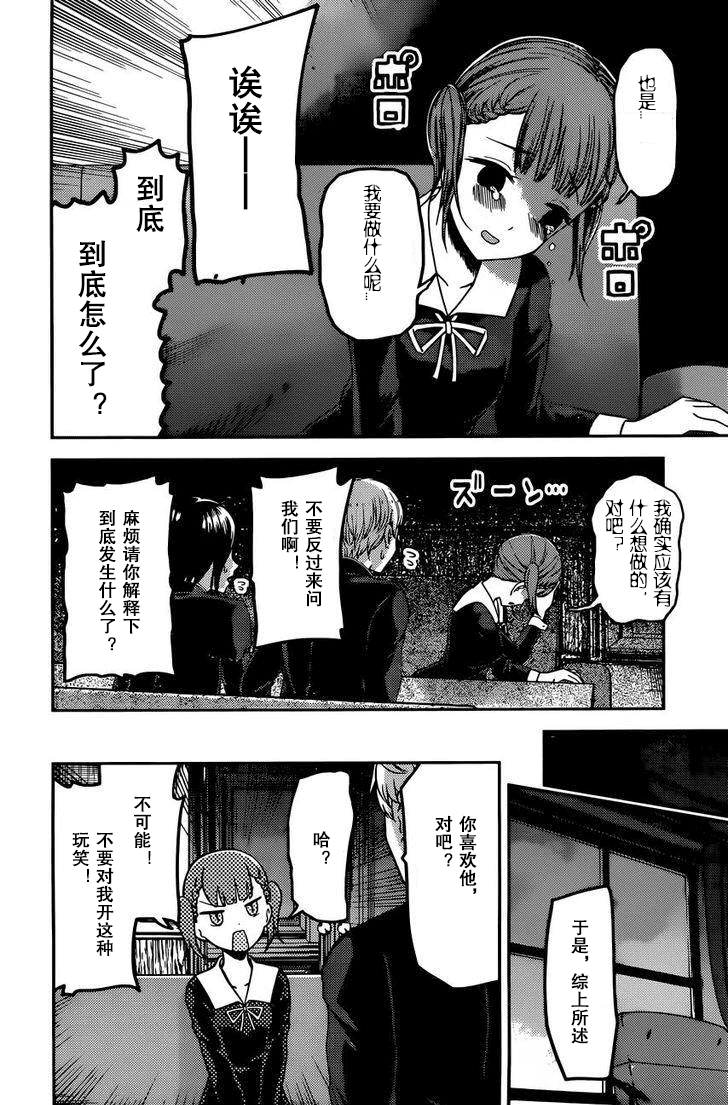 也是…
ポロ
ポロ
我要做什么呢…
诶诶——
到底
到底怎么了？
我确实应该有
什么想做的，
对吧？
ズーン…
不要反过来问
我们啊！
麻烦请你解释下
到底发生什么了？
于是，综上所述
你喜欢他，
对吧？
哈？
不可能！
不要对我开这种
玩笑！